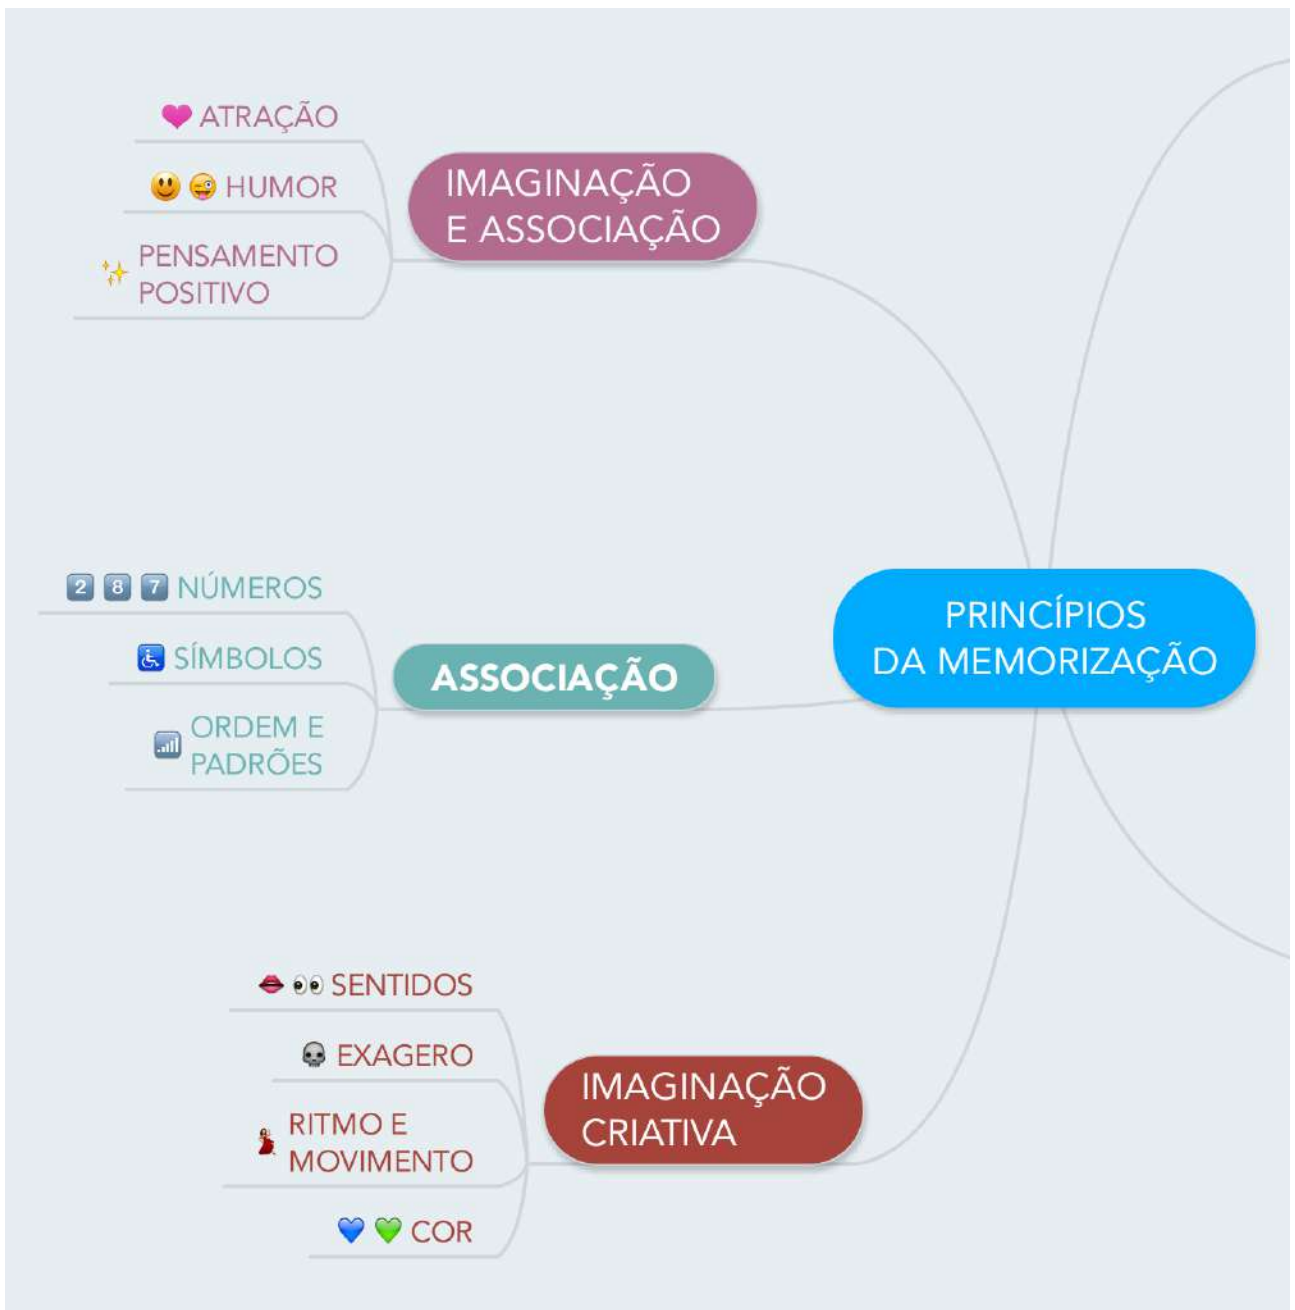 ATRAÇÃO
HUMOR
PENSAMENTO
POSITIVO
IMAGINAÇÃO
E ASSOCIAÇÃO
2 8 7 NÚMEROS
SÍMBOLOS
ORDEM E
PADRÕES
ASSOCIAÇÃO
PRINCÍPIOS
DA MEMORIZAÇÃO
SENTIDOS
EXAGERO
RITMO E
MOVIMENTO
COR
IMAGINAÇÃO
CRIATIVA